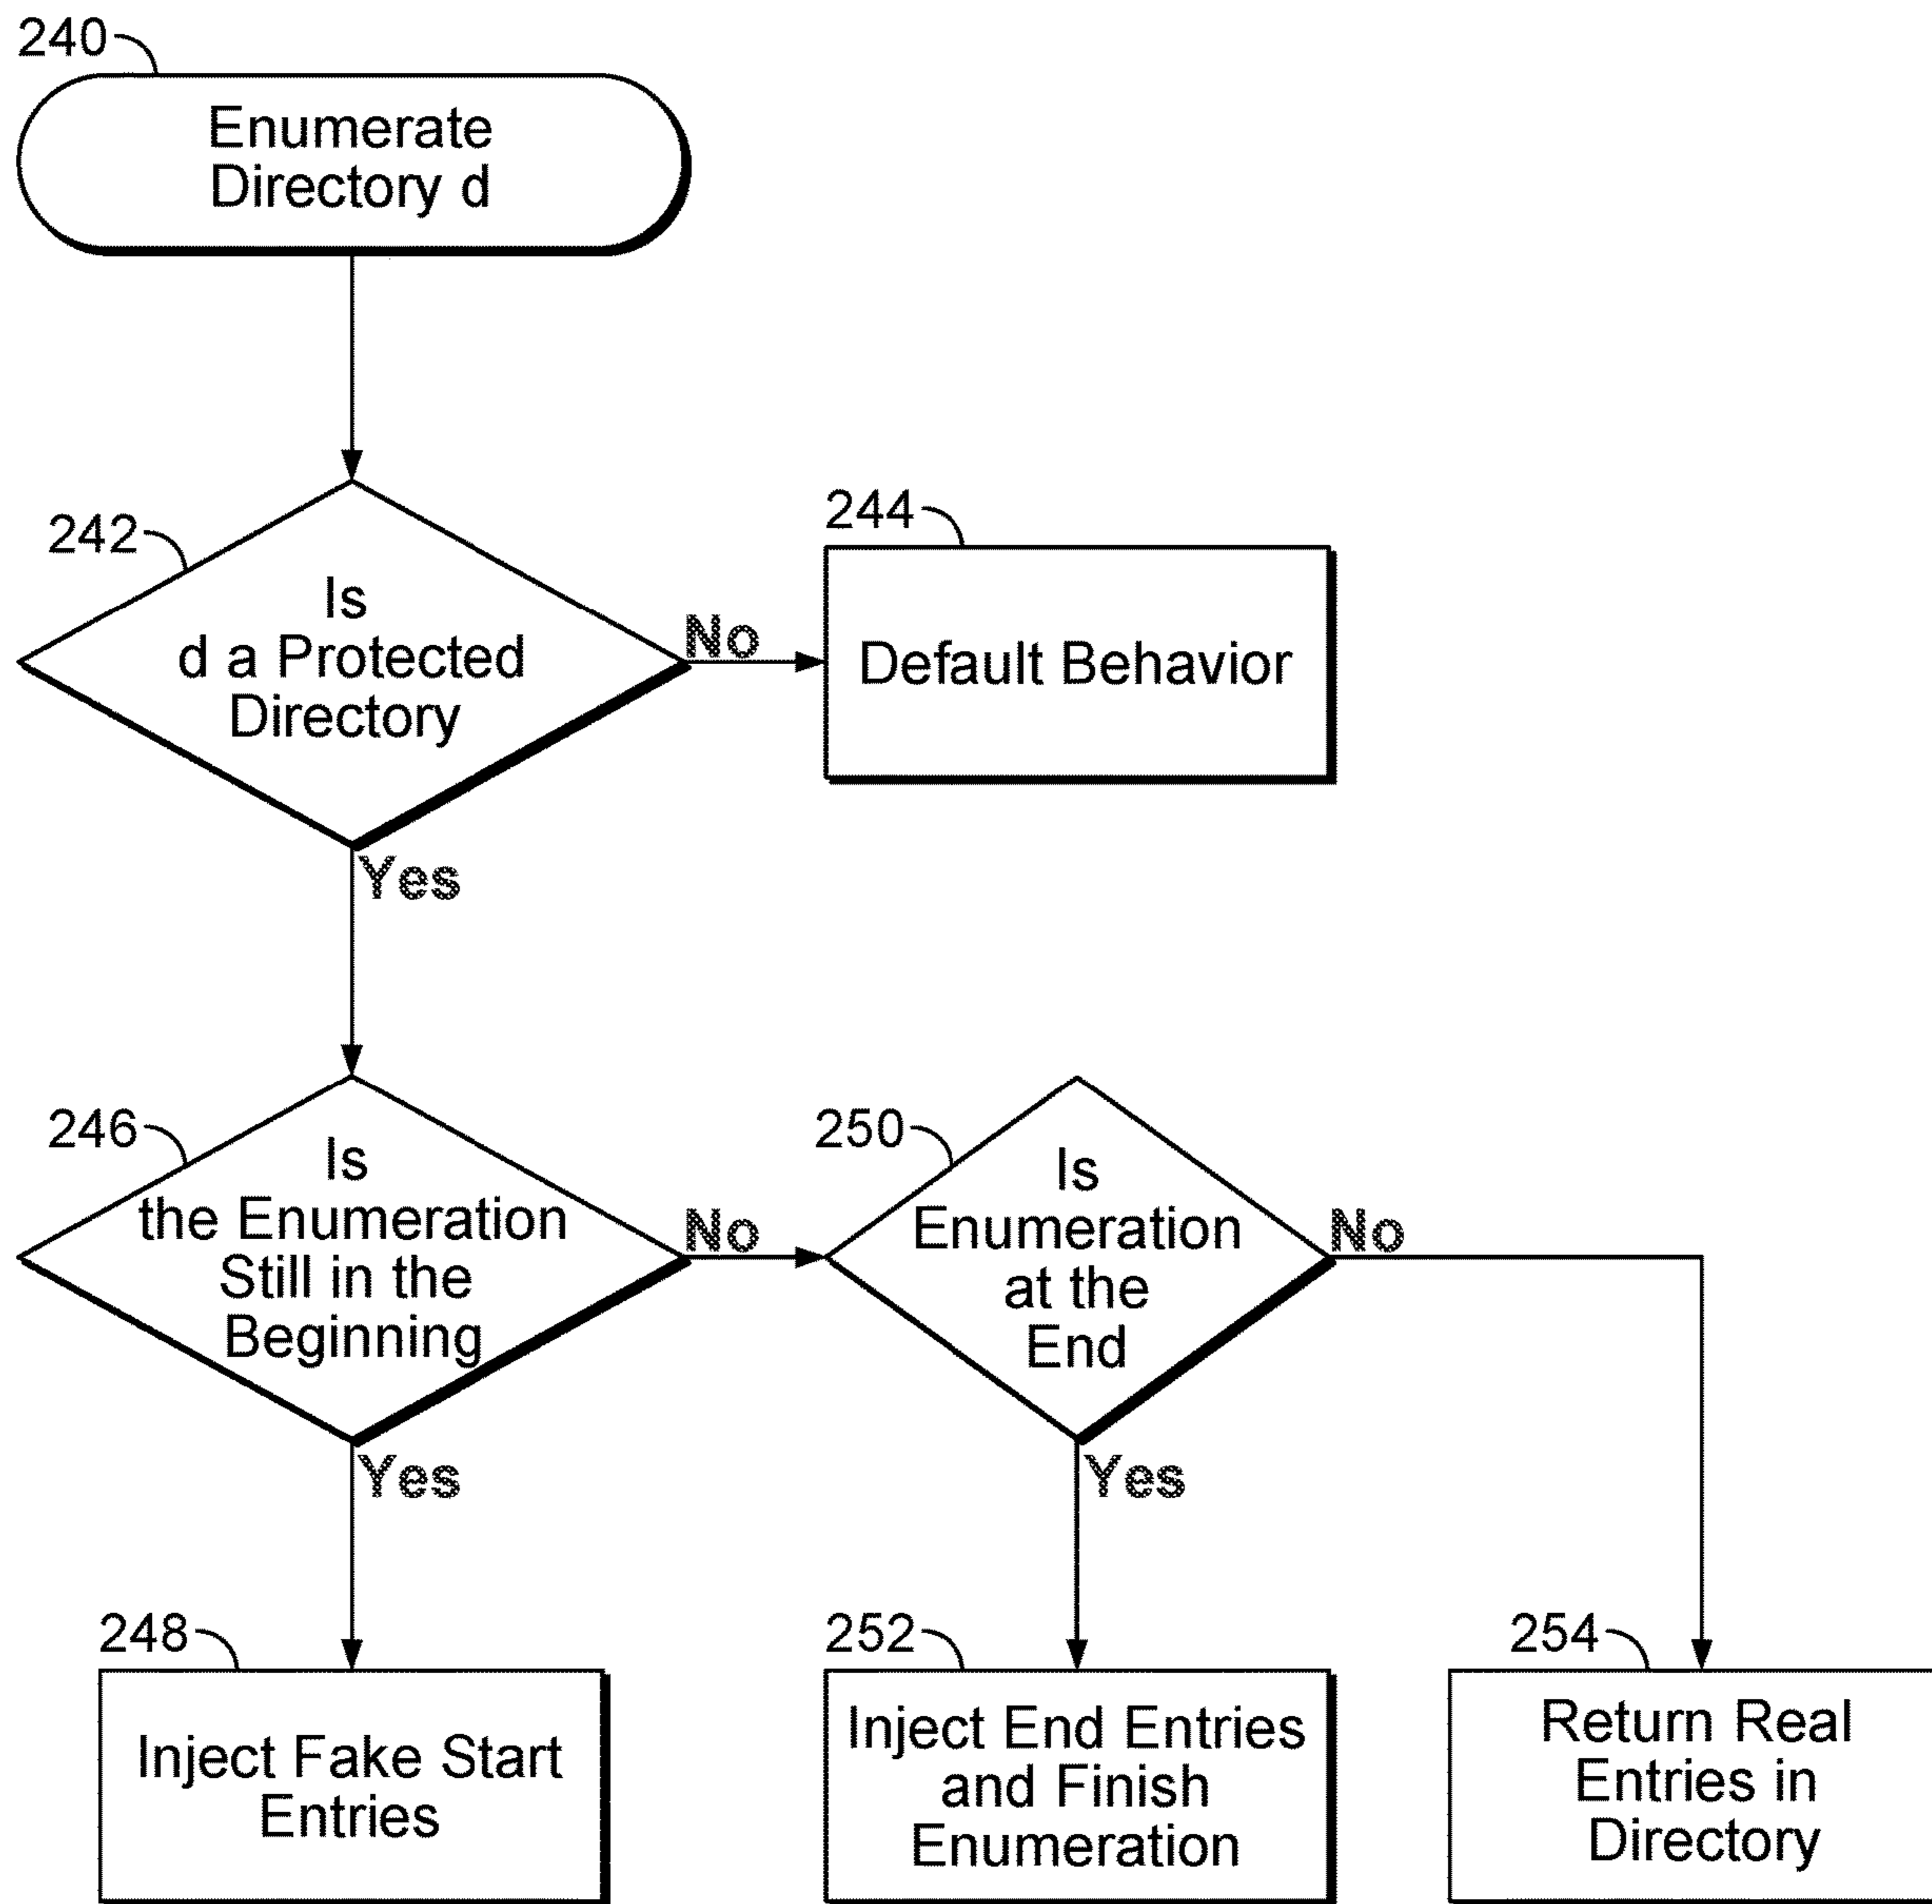 240
Enumerate
Directory d
242
Is
d a Protected
Directory
No
Yes
244
Default Behavior
246
Is
the Enumeration
Still in the
Beginning
No
Yes
250
Is
Enumeration
at the
End
No
Yes
248
Inject Fake Start
Entries
252
Inject End Entries
and Finish
Enumeration
254
Return Real
Entries in
Directory